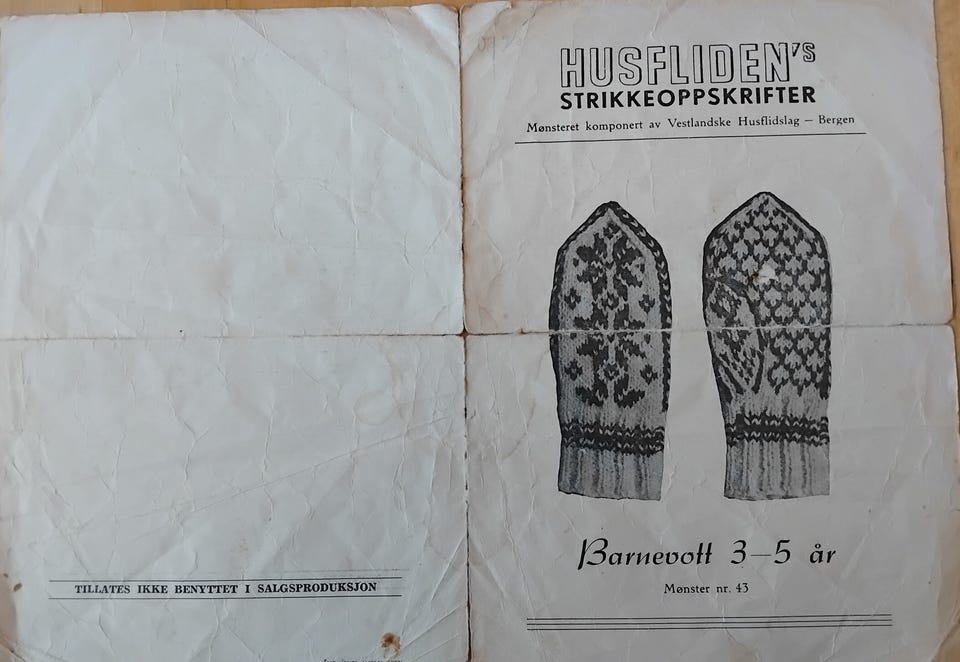 TILLATES IKKE BENYTTET I SALGSPRODUKSJON
HUSFLIDEN'S
STRIKKEOPPSKRIFTER
Mønsteret komponert av Vestlandske Husflidslag — Bergen
Barnevott 3—5 år
Mønster nr. 43